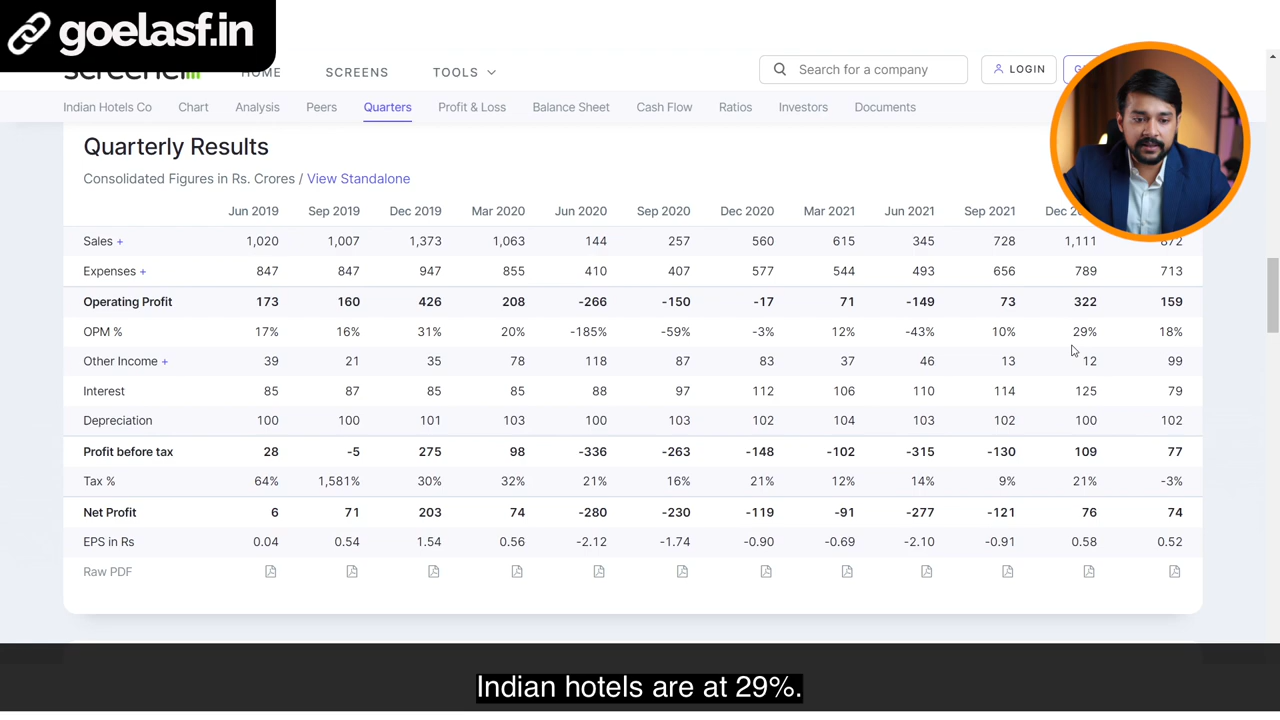 goelasf.in
HOME SCREENS TOOLS Search for a company LOGIN
Indian Hotels Co Chart Analysis Peers Quarters Profit & Loss Balance Sheet Cash Flow Ratios Investors Documents
Quarterly Results
Consolidated Figures in Rs. Crores / View Standalone
Jun 2019 Sep 2019 Dec 2019 Mar 2020 Jun 2020 Sep 2020 Dec 2020 Mar 2021 Jun 2021 Sep 2021 Dec
Sales + 1,020 1,007 1,373 1,063 144 257 560 615 345 728 1,111 872
Expenses + 847 847 947 855 410 407 577 544 493 656 789 713
Operating Profit 173 160 426 208 -266 -150 -17 71 -149 73 322 159
OPM % 17% 16% 31% 20% -185% -59% -3% 12% -43% 10% 29% 18%
Other Income + 39 21 35 78 118 87 83 37 46 13 12 99
Interest 85 87 85 85 88 97 112 106 110 114 125 79
Depreciation 100 100 101 103 100 103 102 104 103 102 100 102
Profit before tax 28 -5 275 98 -336 -263 -148 -102 -315 -130 109 77
Tax % 64% 1,581% 30% 32% 21% 16% 21% 12% 14% 9% 21% -3%
Net Profit 6 71 203 74 -280 -230 -119 -91 -277 -121 76 74
EPS in Rs 0.04 0.54 1.54 0.56 -2.12 -1.74 -0.90 -0.69 -2.10 -0.91 0.58 0.52
Raw PDF
Indian hotels are at 29%.